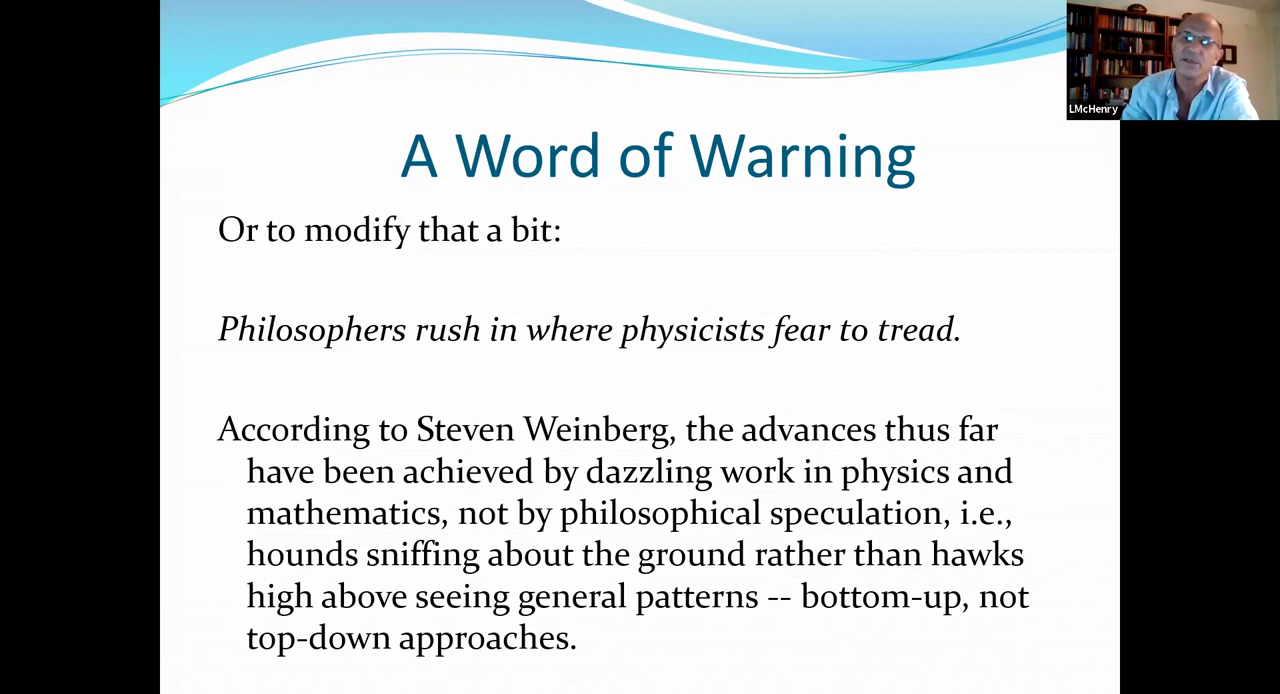 LMcHenry
A Word of Warning
Or to modify that a bit:
Philosophers rush in where physicists fear to tread.
According to Steven Weinberg, the advances thus far
have been achieved by dazzling work in physics and
mathematics, not by philosophical speculation, i.e.,
hounds sniffing about the ground rather than hawks
high above seeing general patterns -- bottom-up, not
top-down approaches.